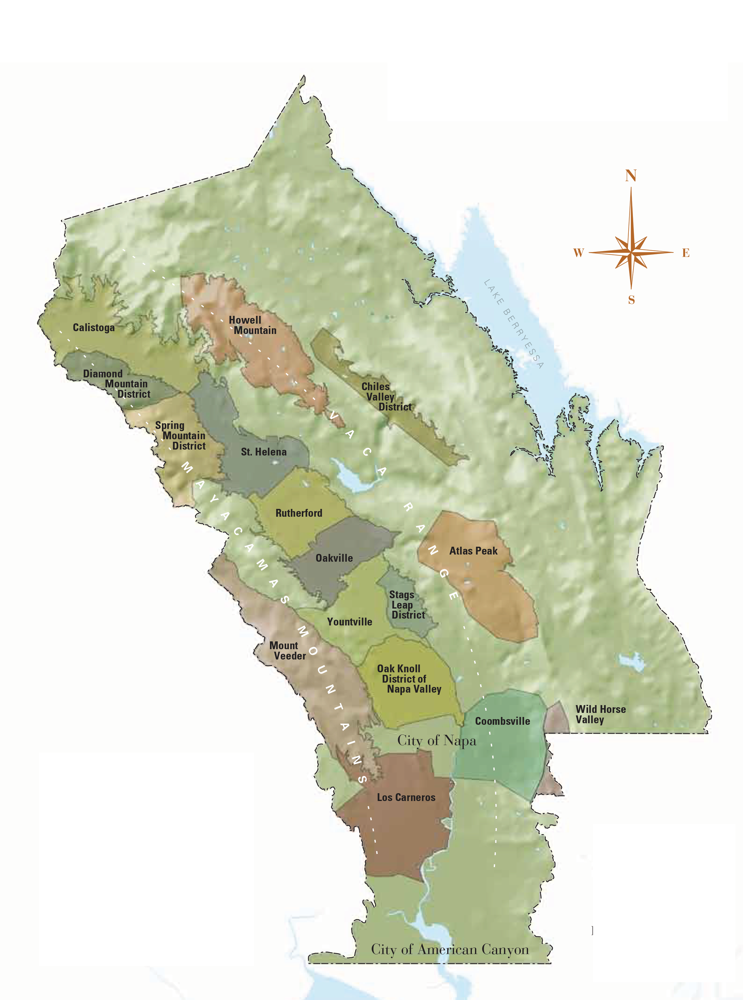 N
W
E
S
LAKE BERRYESSA
Howell
Mountain
Calistoga
Diamond
Mountain
District
Chiles
Valley
District
Spring
Mountain
District
St. Helena
VACA RANGE
MAYACAMAS MOUNTAINS
Rutherford
Atlas Peak
Oakville
Stags
Leap
District
Yountville
Mount
Veeder
Oak Knoll
District of
Napa Valley
Wild Horse
Valley
Coombsville
City of Napa
Los Carneros
]
City of American Canyon